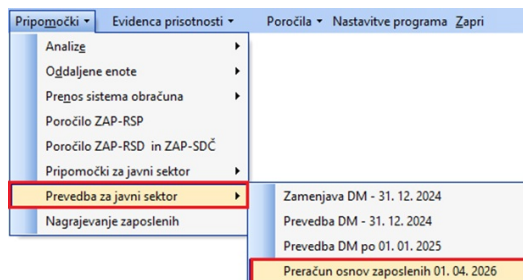 Pripomočki Evidenca prisotnosti Poročila Nastavitve programa Zapri
Analize
Oddaljene enote
Prenos sistema obračuna
Poročilo ZAP-RSP
Poročilo ZAP-RSD in ZAP-SDČ
Pripomočki za javni sektor
Prevedba za javni sektor
Nagrajevanje zaposlenih
Zamenjava DM - 31. 12. 2024
Prevedba DM - 31. 12. 2024
Prevedba DM po 01. 01. 2025
Preračun osnov zaposlenih 01. 04. 2026